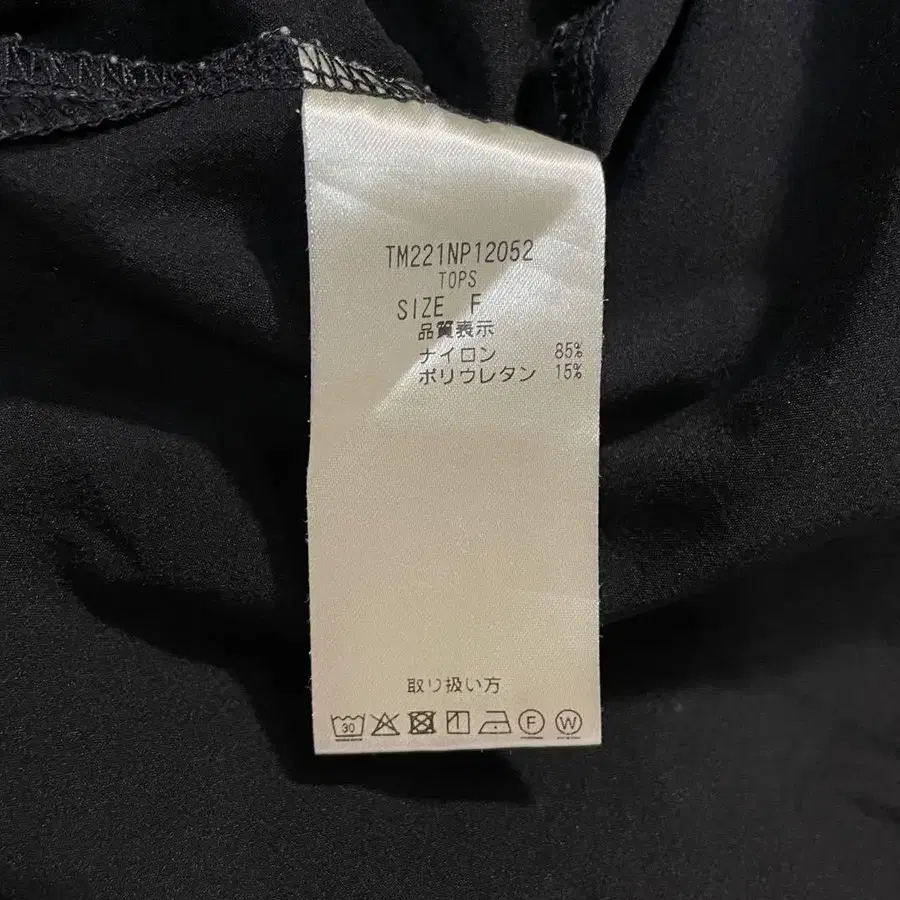 TM221NP12052
TOPS
SIZE F
品質表示
ナイロン 85%
ポリウレタン 15%
取り扱い方
30 F W